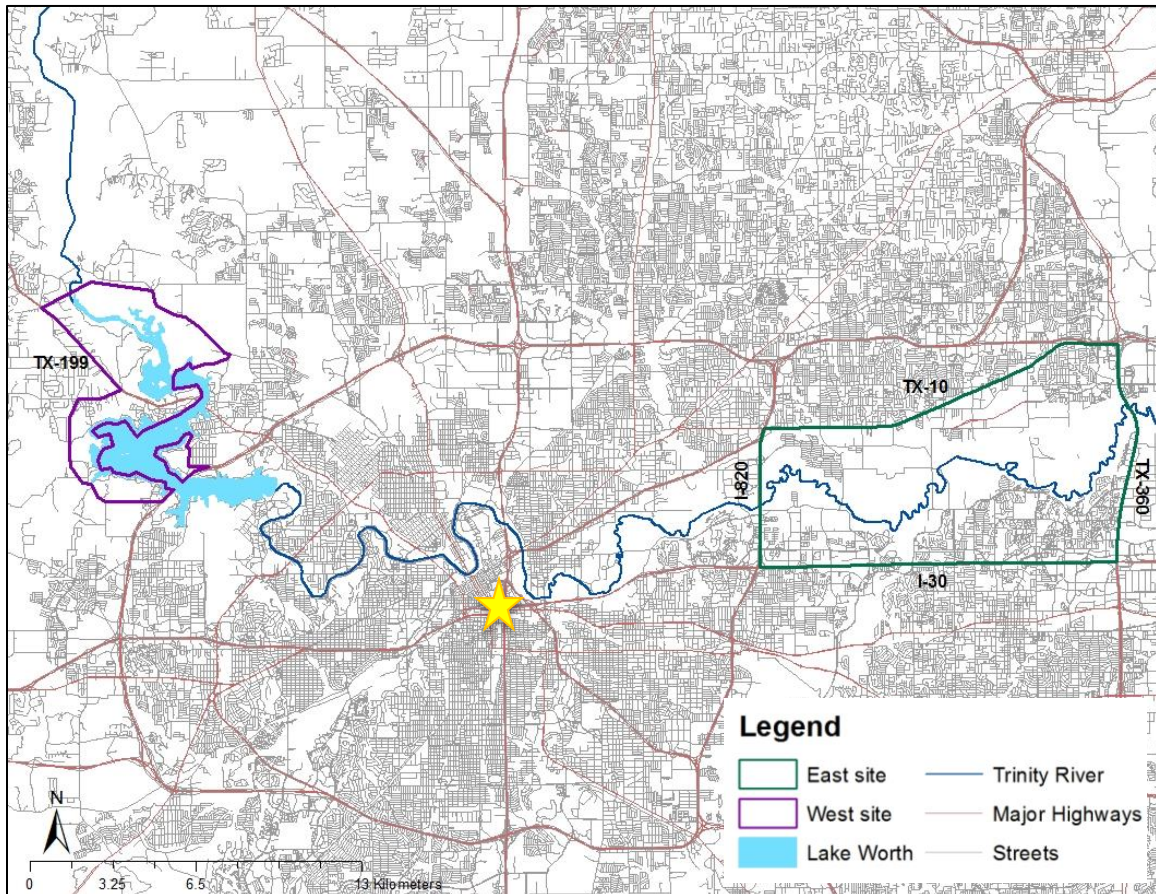 TX-199
TX-10
I-820
TX-360
I-30
Legend
East site
Trinity River
West site
Major Highways
Lake Worth
Streets
N
0 3.25 6.5 13 Kilometers